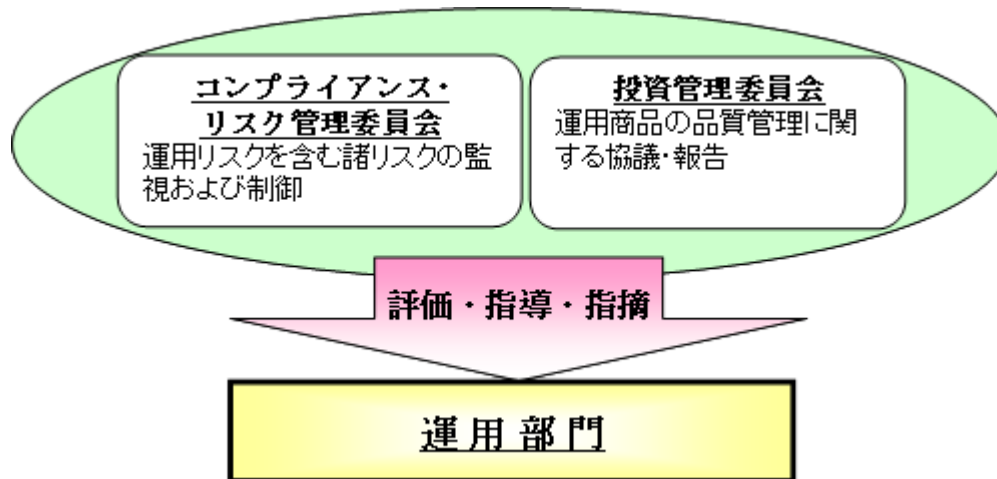 コンプライアンス・
リスク管理委員会
運用リスクを含む諸リスクの監
視および制御
投資管理委員会
運用商品の品質管理に関
する協議・報告
評価・指導・指摘
運用部門